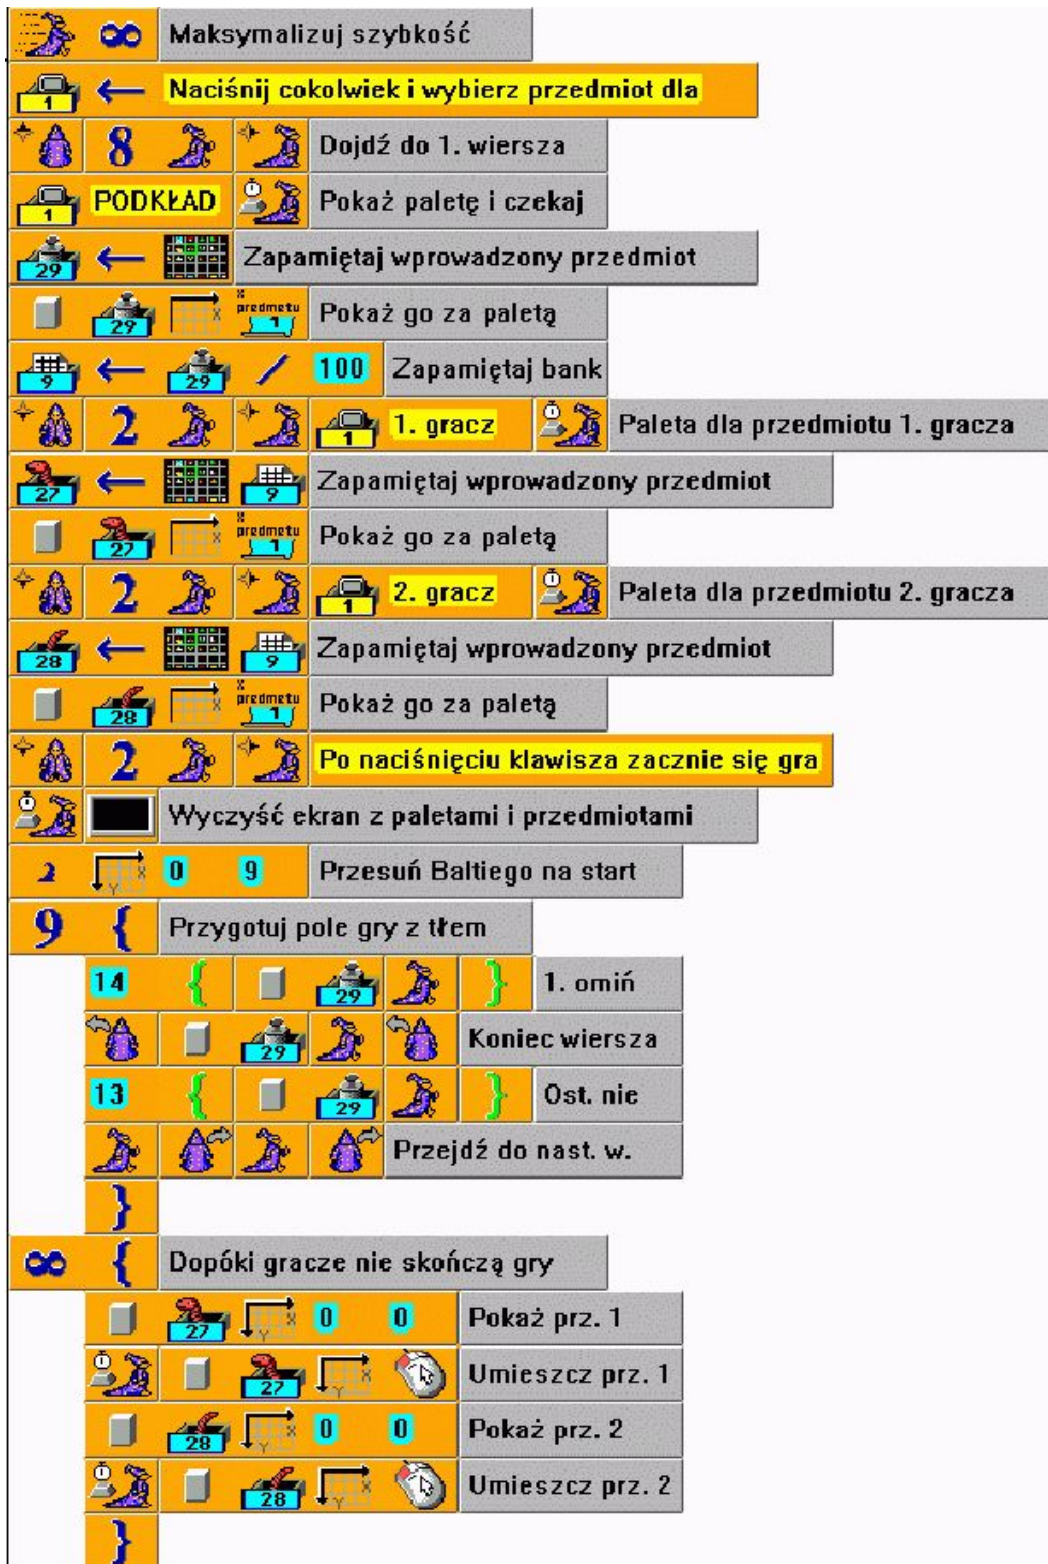 ∞ Maksymalizuj szybkość
1 ← Naciśnij cokolwiek i wybierz przedmiot dla
8 Dojdź do 1. wiersza
1 PODKŁAD Pokaż paletę i czekaj
29 ← Zapamiętaj wprowadzony przedmiot
29 X X predmetu 1 Pokaż go za paletą
9 ← 29 / 100 Zapamiętaj bank
2 1 1. gracz Paleta dla przedmiotu 1. gracza
27 ← 9 Zapamiętaj wprowadzony przedmiot
27 X X predmetu 1 Pokaż go za paletą
2 1 2. gracz Paleta dla przedmiotu 2. gracza
28 ← 9 Zapamiętaj wprowadzony przedmiot
28 X X predmetu 1 Pokaż go za paletą
2 Po naciśnięciu klawisza zacznie się gra
Wyczyść ekran z paletami i przedmiotami
X Y 0 9 Przesuń Baltiego na start
9 { Przygotuj pole gry z tłem
14 { 29 } 1. omiń
29 Koniec wiersza
13 { 29 } Ost. nie
Przejdź do nast. w.
}
∞ { Dopóki gracze nie skończą gry
27 X Y 0 0 Pokaż prz. 1
27 X Y Umieszcz prz. 1
28 X Y 0 0 Pokaż prz. 2
28 X Y Umieszcz prz. 2
}